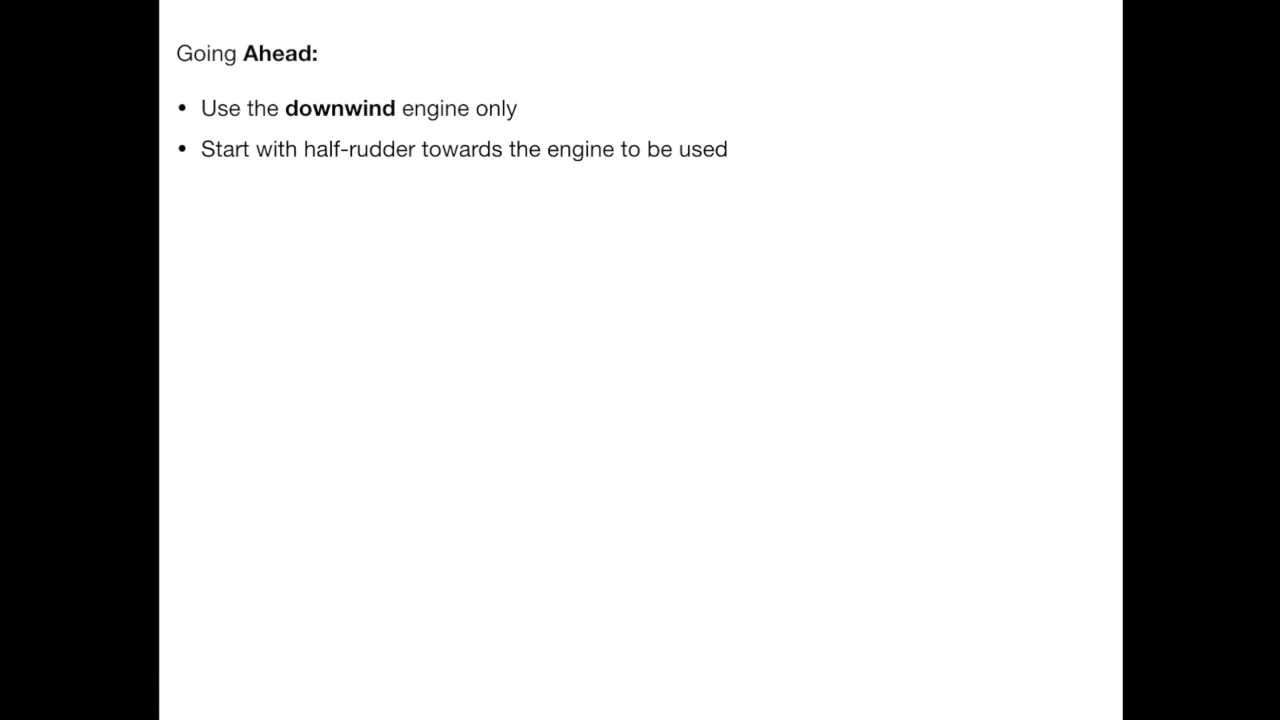 Going Ahead:
• Use the downwind engine only
• Start with half-rudder towards the engine to be used